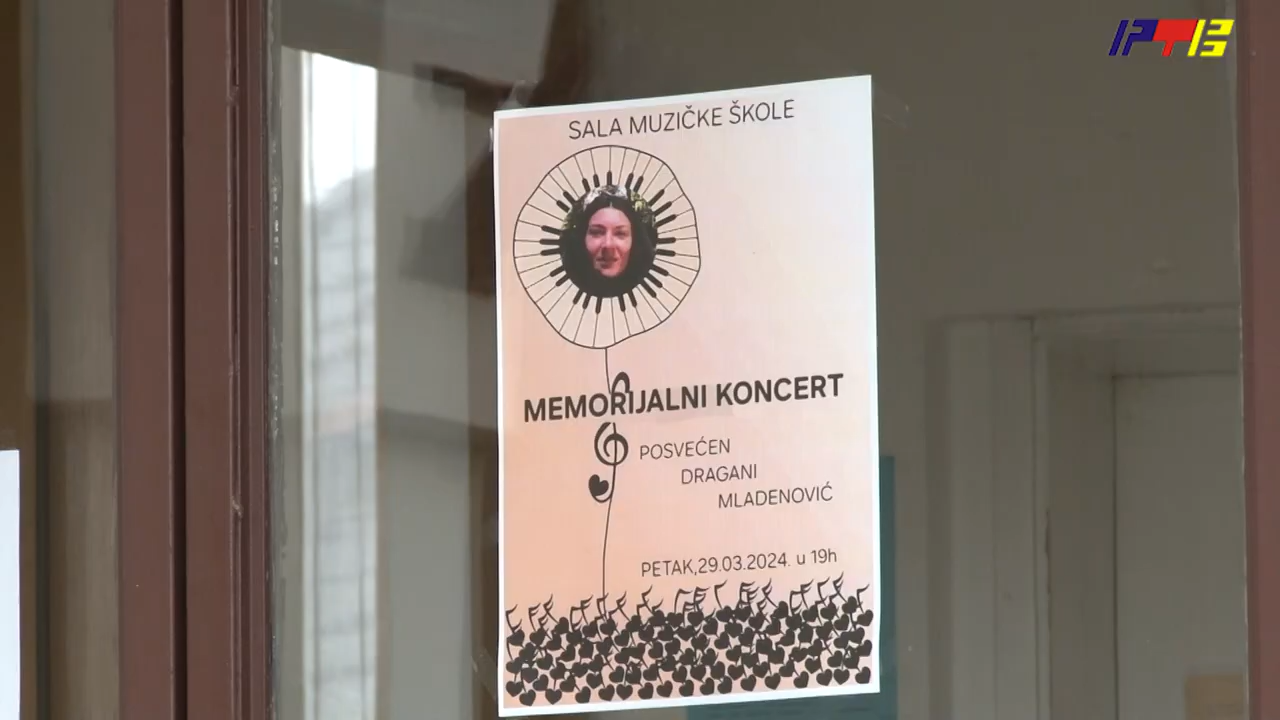 SALA MUZIČKE ŠKOLE
MEMORIJALNI KONCERT
POSVEĆEN
DRAGANI
MLADENOVIĆ
PETAK,29.03.2024. u 19h